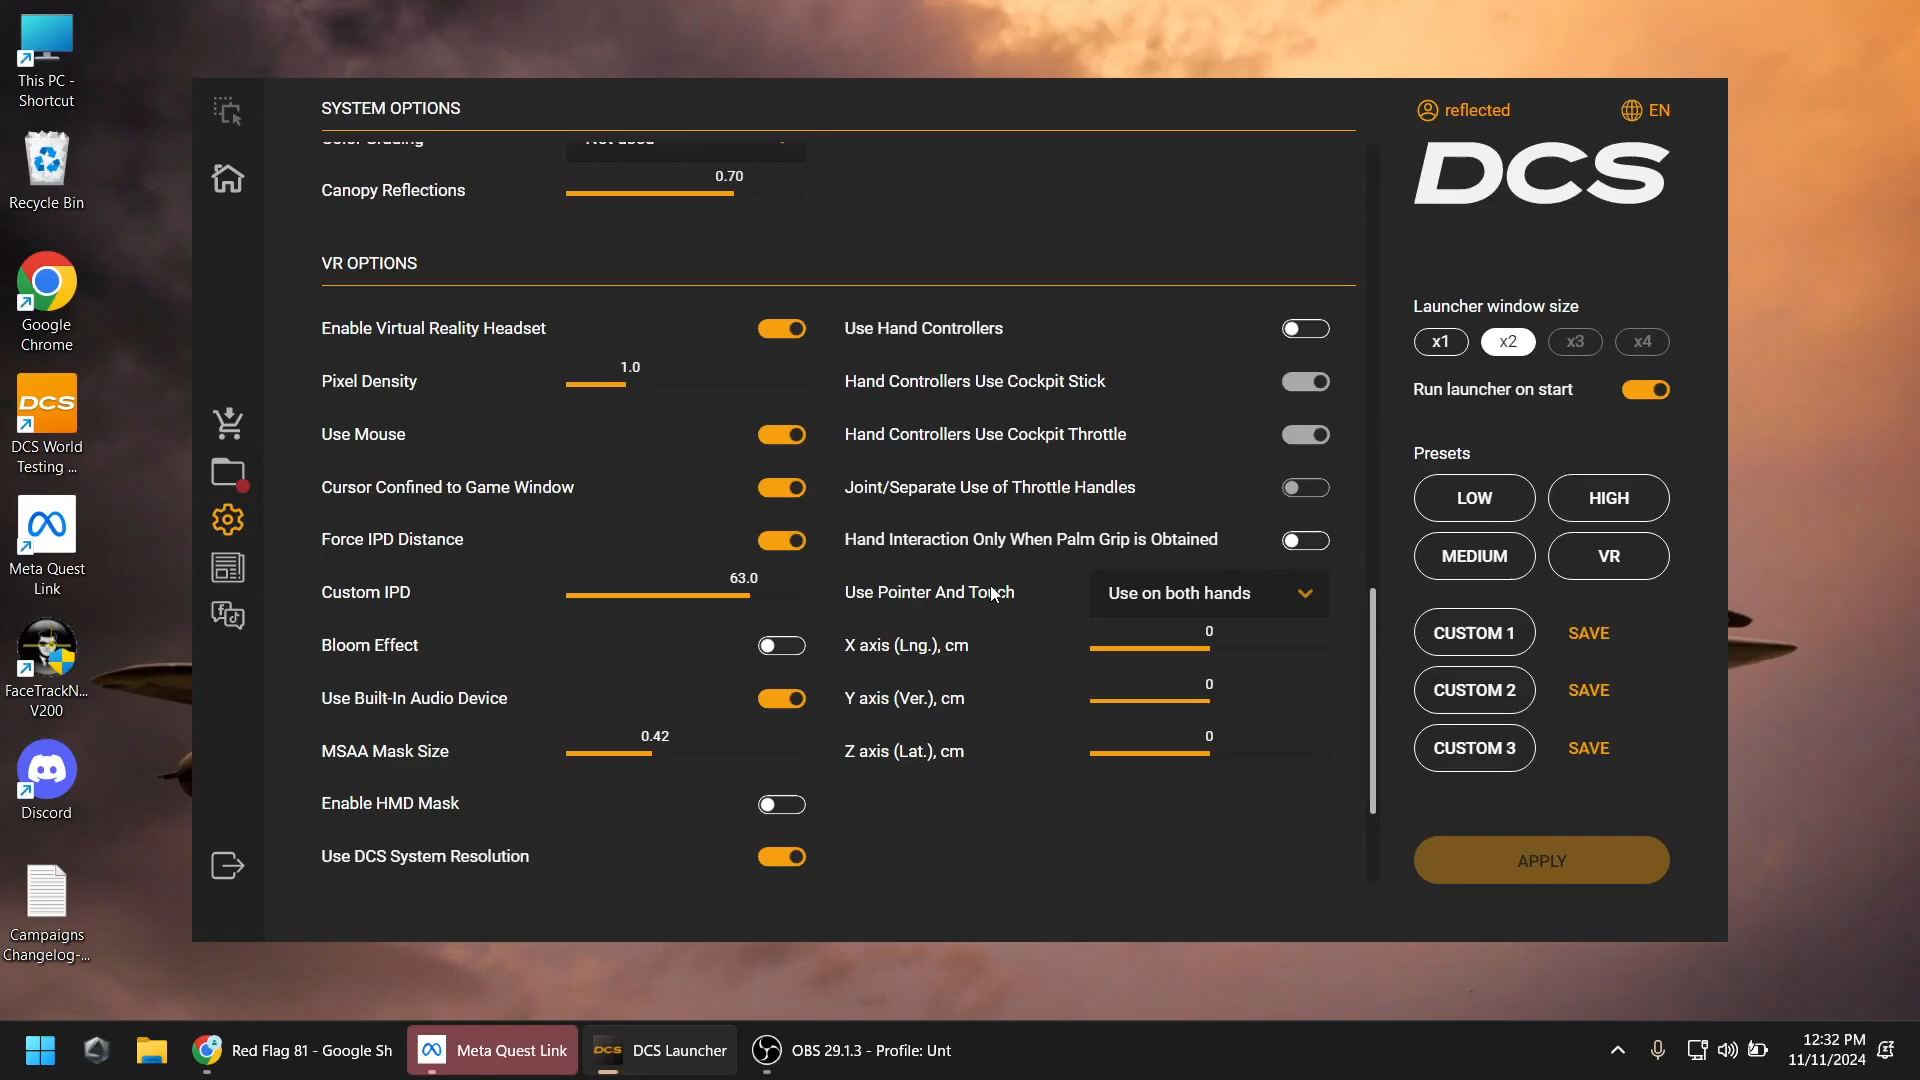 This PC -
Shortcut
Recycle Bin
Google
Chrome
DCS
DCS World
Testing ...
Meta Quest
Link
FaceTrackN...
V200
Discord
Campaigns
Changelog-...
SYSTEM OPTIONS
Color Grading
Not used
Canopy Reflections
0.70
VR OPTIONS
Enable Virtual Reality Headset
Pixel Density
1.0
Use Mouse
Cursor Confined to Game Window
Force IPD Distance
Custom IPD
63.0
Bloom Effect
Use Built-In Audio Device
MSAA Mask Size
0.42
Enable HMD Mask
Use DCS System Resolution
Use Hand Controllers
Hand Controllers Use Cockpit Stick
Hand Controllers Use Cockpit Throttle
Joint/Separate Use of Throttle Handles
Hand Interaction Only When Palm Grip is Obtained
Use Pointer And Touch
Use on both hands
X axis (Lng.), cm
0
Y axis (Ver.), cm
0
Z axis (Lat.), cm
0
reflected
EN
DCS
Launcher window size
x1 x2 x3 x4
Run launcher on start
Presets
LOW HIGH
MEDIUM VR
CUSTOM 1 SAVE
CUSTOM 2 SAVE
CUSTOM 3 SAVE
APPLY
Red Flag 81 - Google Sh
Meta Quest Link
DCS
DCS Launcher
OBS 29.1.3 - Profile: Unt
12:32 PM
11/11/2024